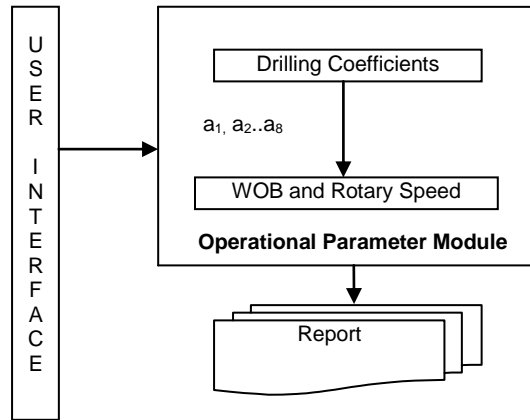 USER INTERFACE
Drilling Coefficients
a1, a2..a8
WOB and Rotary Speed
Operational Parameter Module
Report